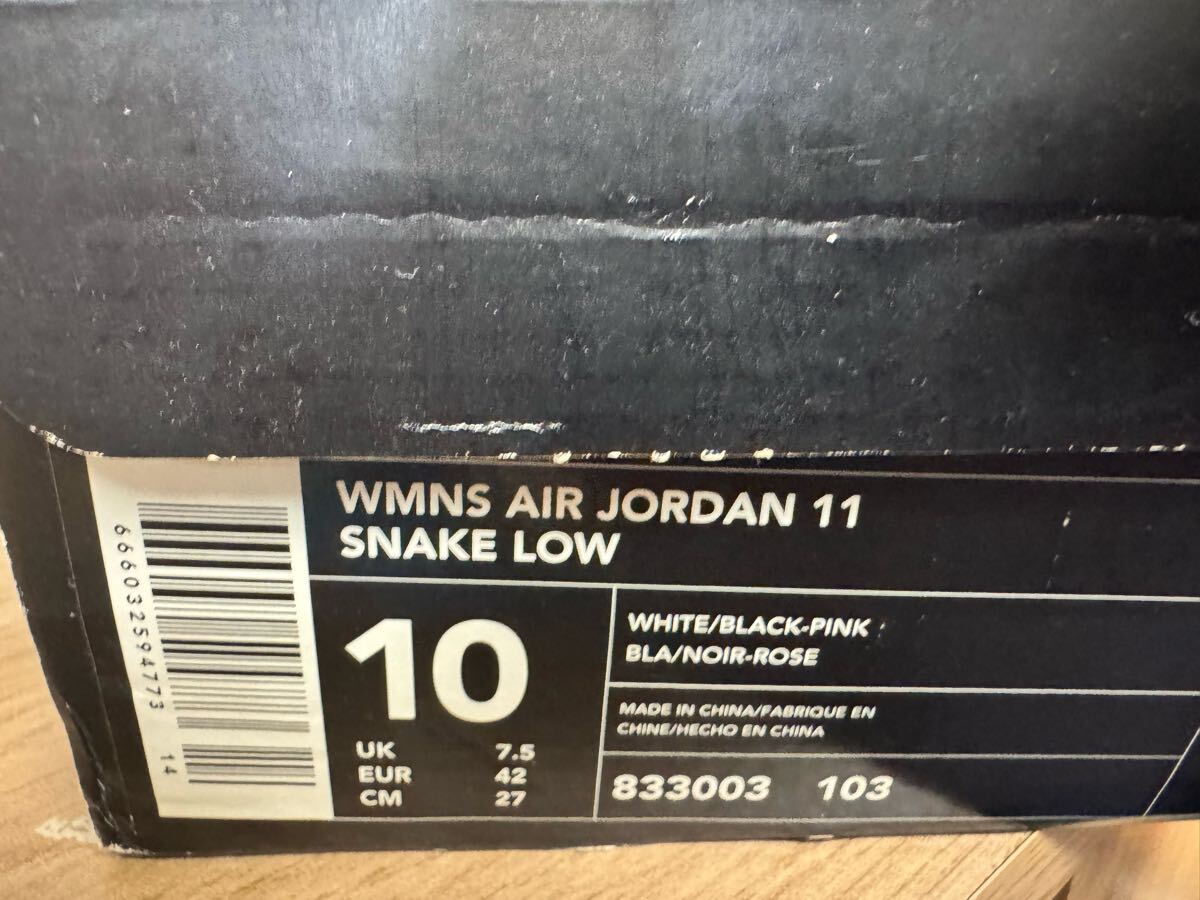 WMNS AIR JORDAN 11
SNAKE LOW
666032594773
14
10
UK 7.5
EUR 42
CM 27
WHITE/BLACK-PINK
BLA/NOIR-ROSE
MADE IN CHINA/FABRIQUE EN
CHINE/HECHO EN CHINA
833003 103